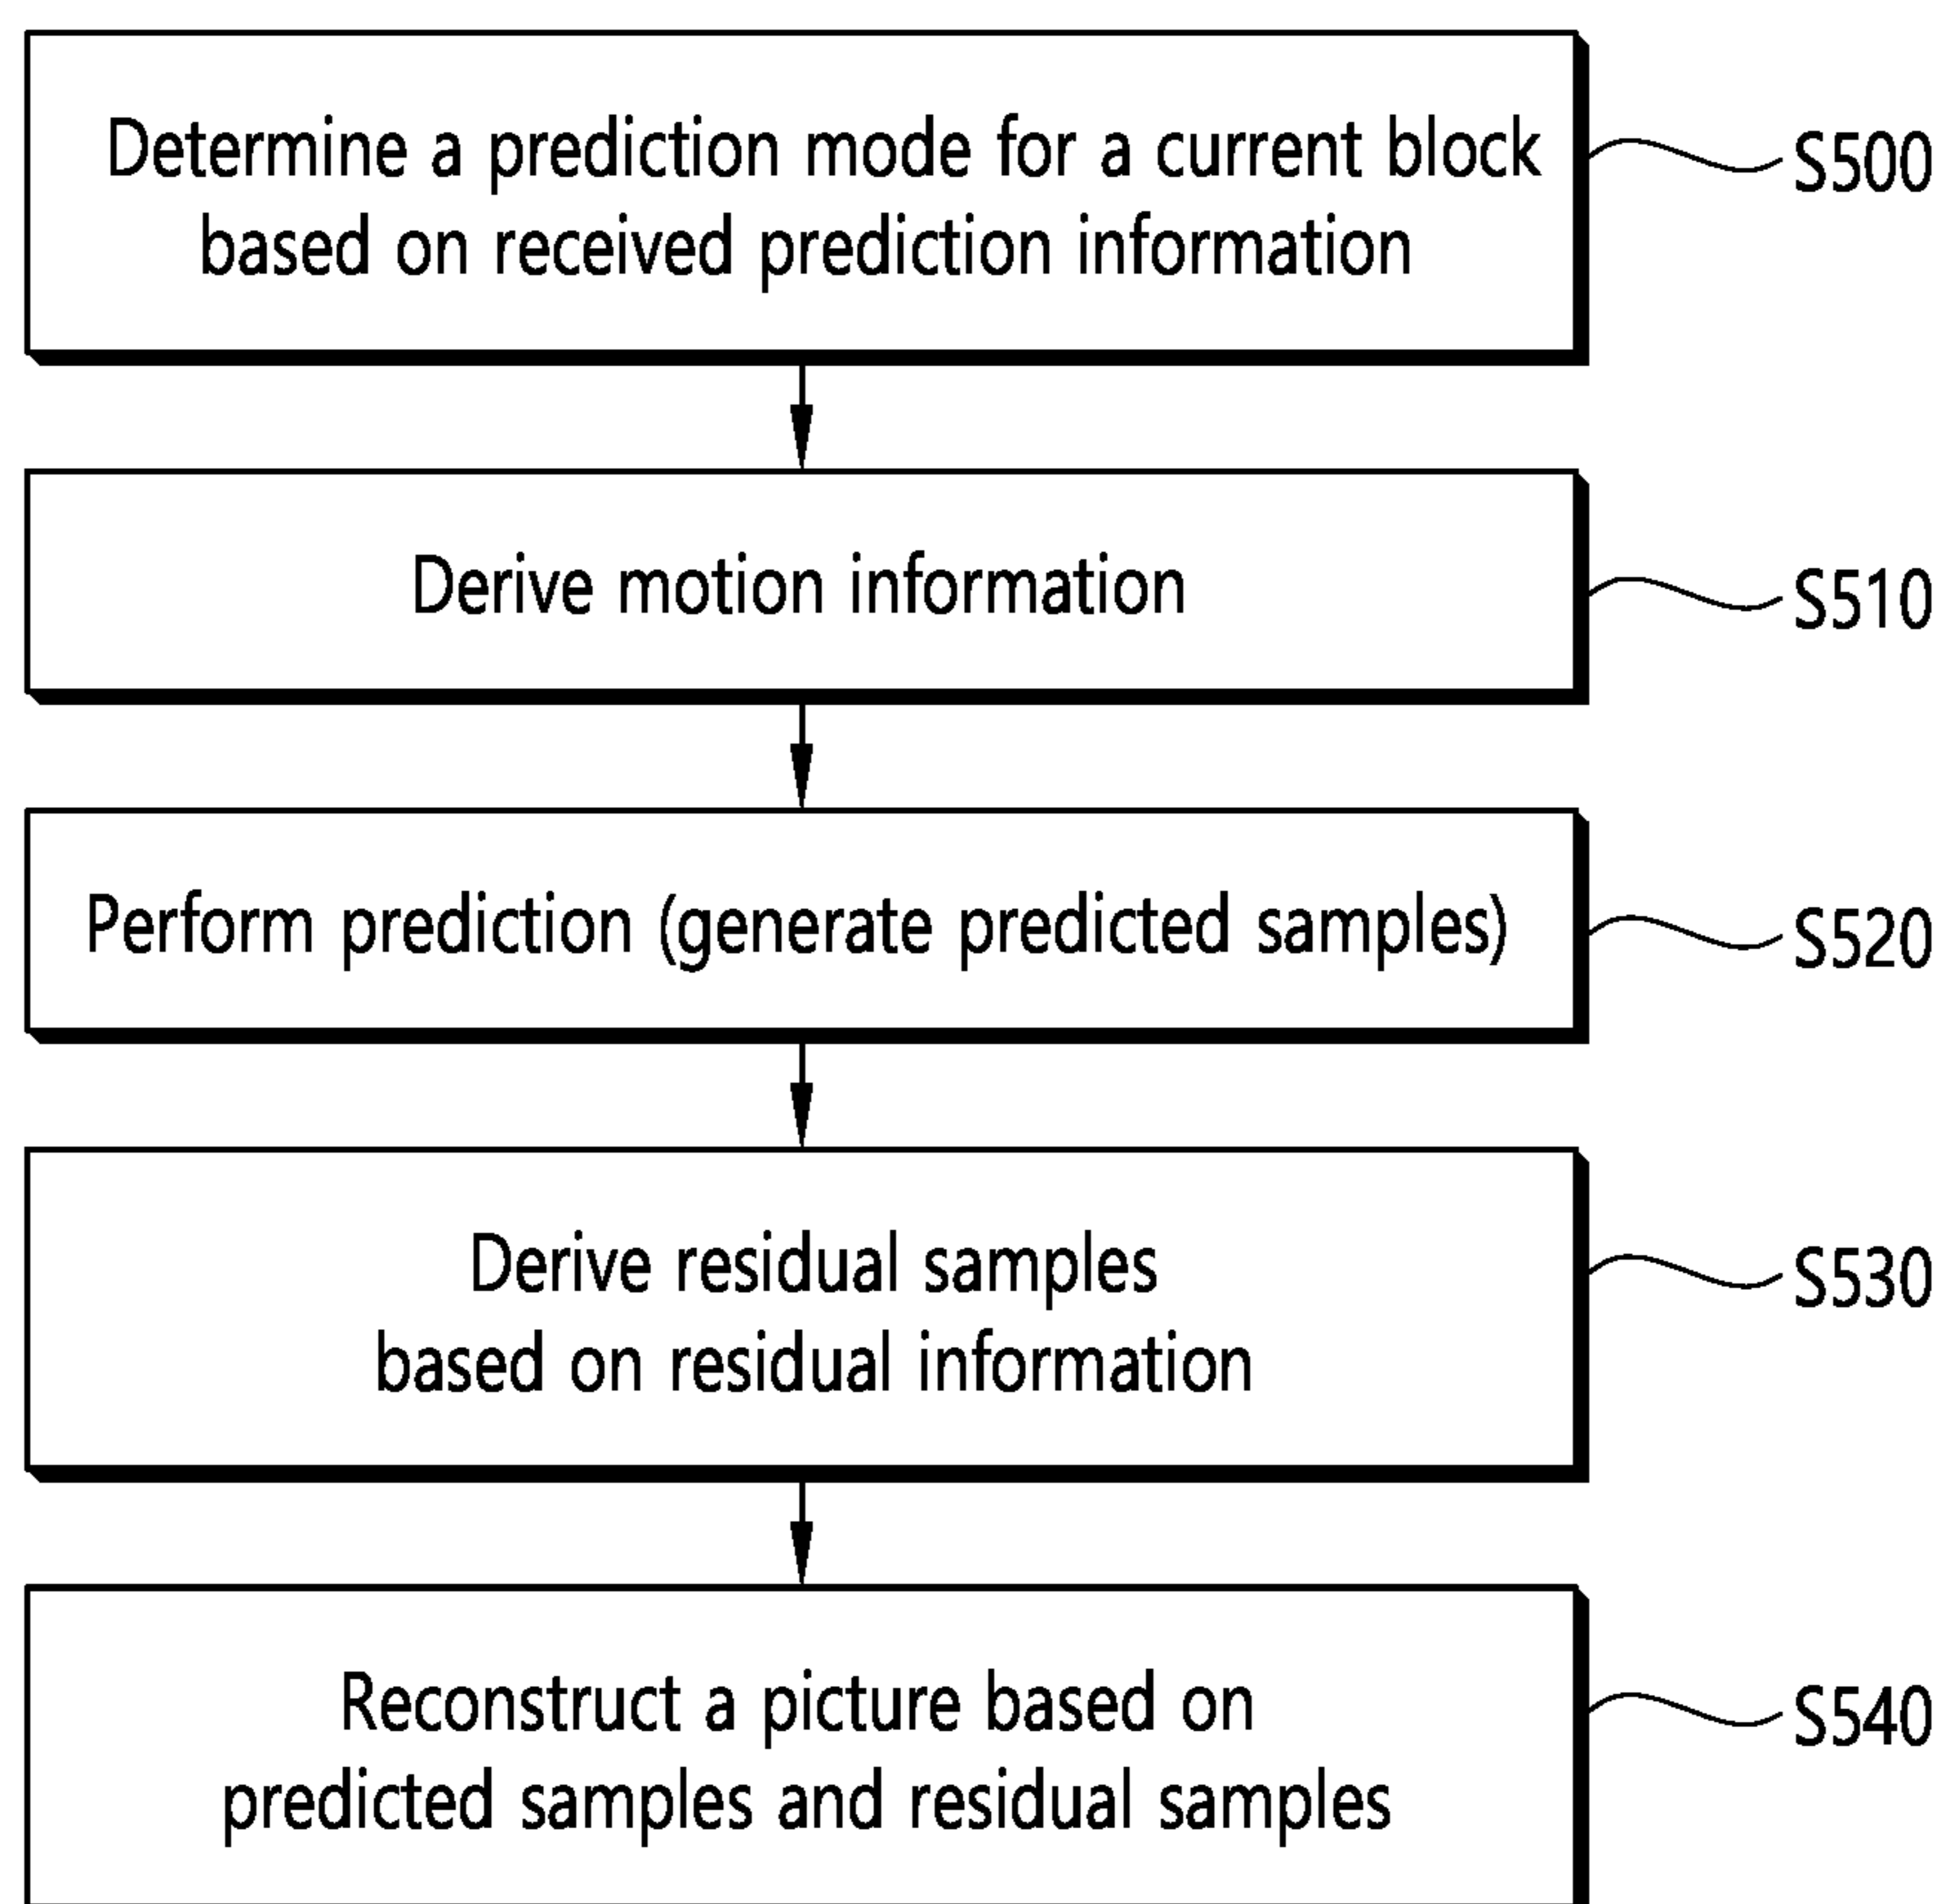 Determine a prediction mode for a current block
based on received prediction information
S500
Derive motion information
S510
Perform prediction (generate predicted samples)
S520
Derive residual samples
based on residual information
S530
Reconstruct a picture based on
predicted samples and residual samples
S540